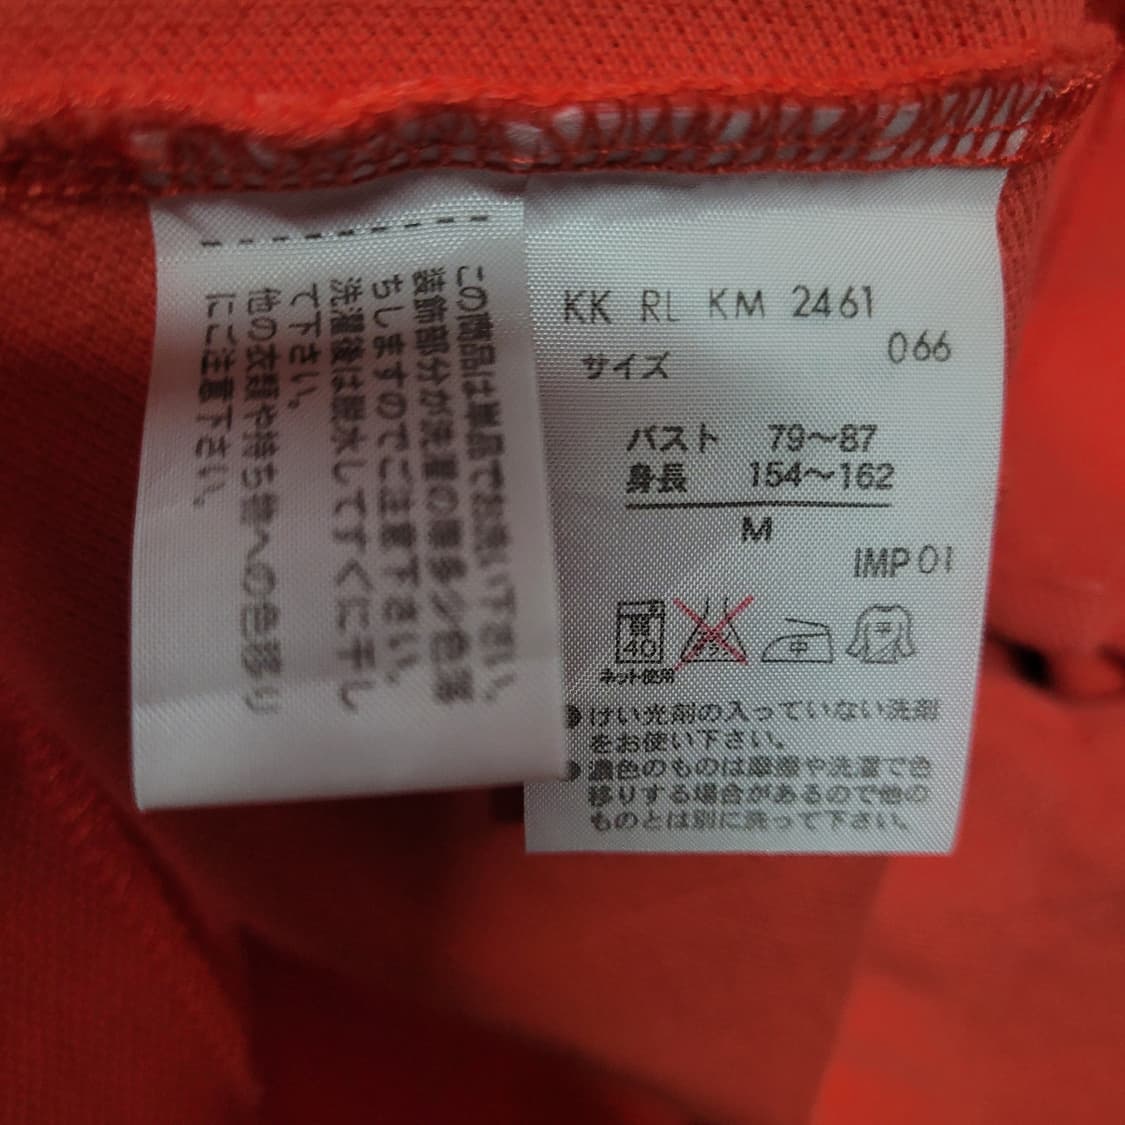 この商品は単品でお洗い下さい。
装飾部分が洗濯の際多少色落
ちしますのでご注意下さい。
洗濯後は脱水してすぐに干し
て下さい。
他の衣類や持ち物への色移り
にご注意下さい。
KK RL KM 2461
066
サイズ
バスト 79〜87
身長 154〜162
M
IMP01
40
中
ネット使用
けい光剤の入っていない洗剤
をお使い下さい。
濃色のものは摩擦や洗濯で色
移りする場合があるので他の
ものとは別に洗って下さい。